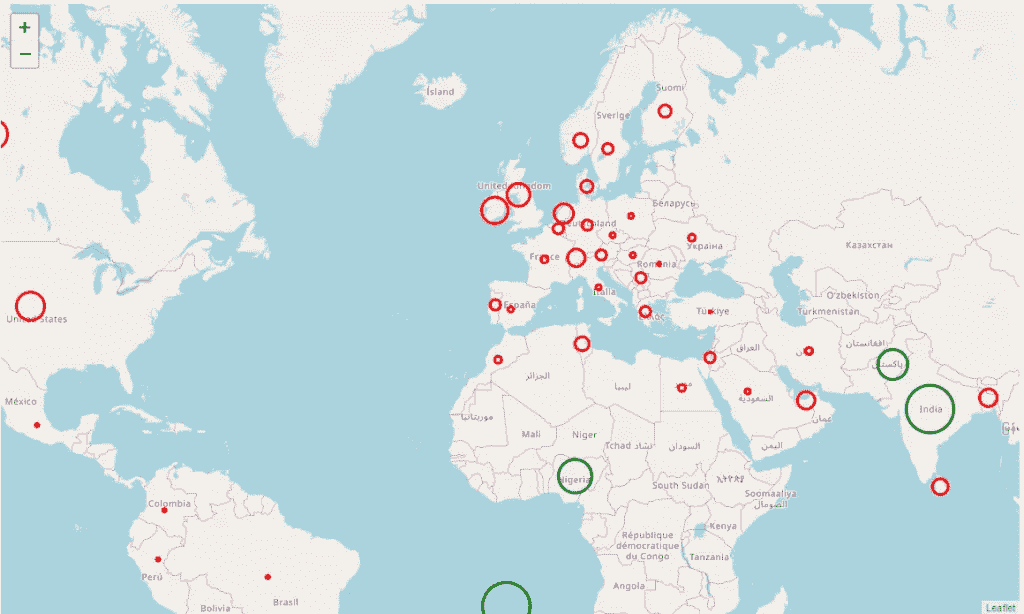 +
−
Ísland
Suomi
Sverige
United Kingdom
Беларусь
Deutschland
Україна
Казахстан
France
Romania
Italia
España
United States
Ελλάς
Türkiye
O'zbekiston
Türkmenistan
افغانستان
العراق
پاکستان
México
الجزائر
ليبيا
مصر
السعودية
عمان
India
موريتانيا
Mali
Niger
Tchad تشاد
السودان
اليمن
Nigeria
South Sudan
Soomaaliya
الصومال
Colombia
Kenya
République
démocratique
du Congo
Tanzania
Perú
Angola
Brasil
Bolivia
Leaflet